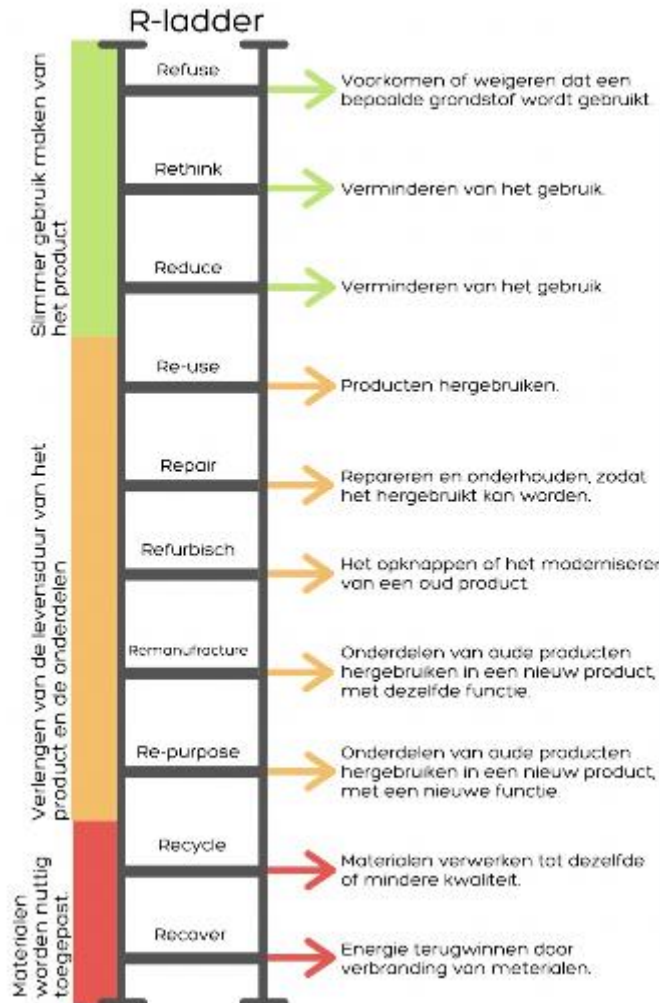 R-ladder
Slimmer gebruik maken van
het product
Refuse
Voorkomen of weigeren dat een
bepaalde grondstof wordt gebruikt.
Rethink
Verminderen van het gebruik.
Reduce
Verminderen van het gebruik
Verlengen van de levensduur van het
product en de onderdelen
Re-use
Producten hergebruiken.
Repair
Repareren en onderhouden, zodat
het hergebruikt kan worden.
Refurbisch
Het opknappen of het moderniseren
van een oud product
Remanufracture
Onderdelen van oude producten
hergebruiken in een nieuw product,
met dezelfde functie.
Re-purpose
Onderdelen van oude producten
hergebruiken in een nieuw product,
met een nieuwe functie.
Materialen
worden nuttig
toegepast.
Recycle
Materialen verwerken tot dezelfde
of mindere kwaliteit.
Recover
Energie terugwinnen door
verbranding van meterialen.